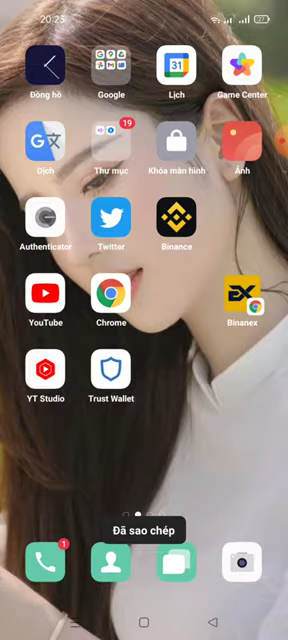 20:25
27
31
Đồng hồ
Google
Lịch
Game Center
19
Dịch
Thư mục
Khóa màn hình
Ảnh
Authenticator
Twitter
Binance
YouTube
Chrome
Binanex
YT Studio
Trust Wallet
Đã sao chép
1